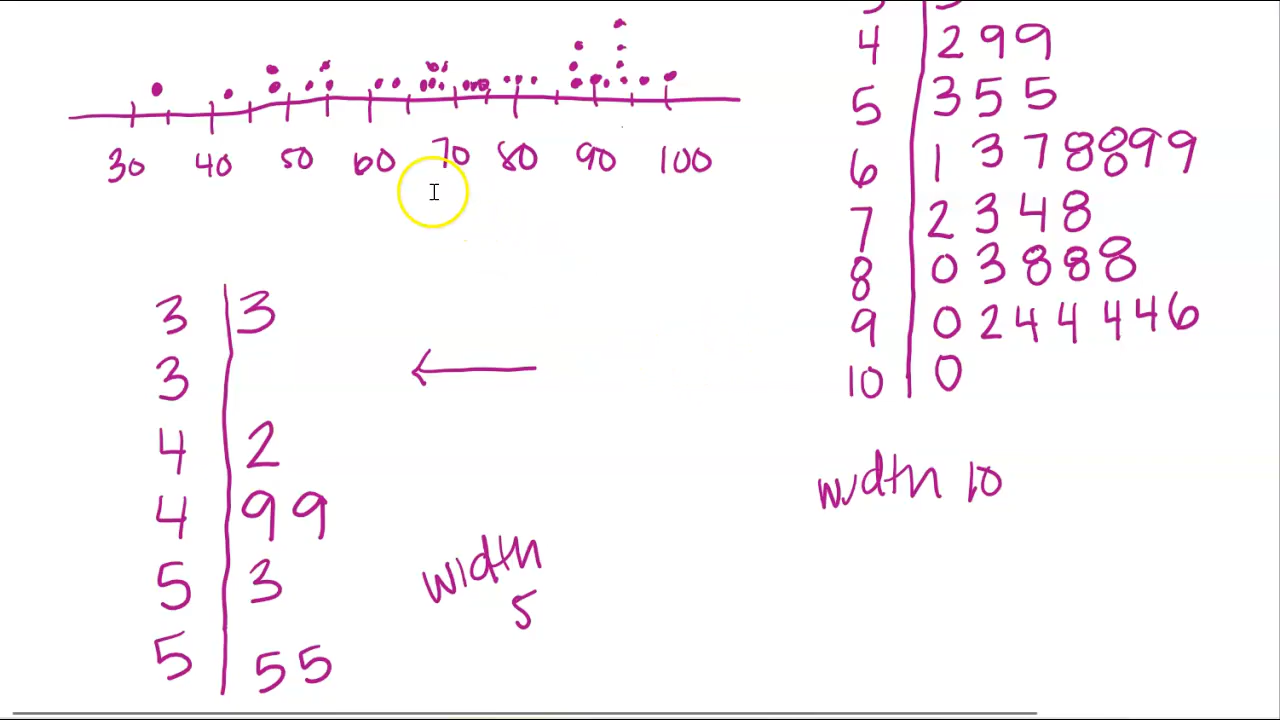 30 40 50 60 70 80 90 100
3 | 3
3 |
4 | 2
4 | 9 9
5 | 3
5 | 5 5
width
5
4 | 2 9 9
5 | 3 5 5
6 | 1 3 7 8 8 9 9
7 | 2 3 4 8
8 | 0 3 8 8 8
9 | 0 2 4 4 4 4 6
10 | 0
width 10